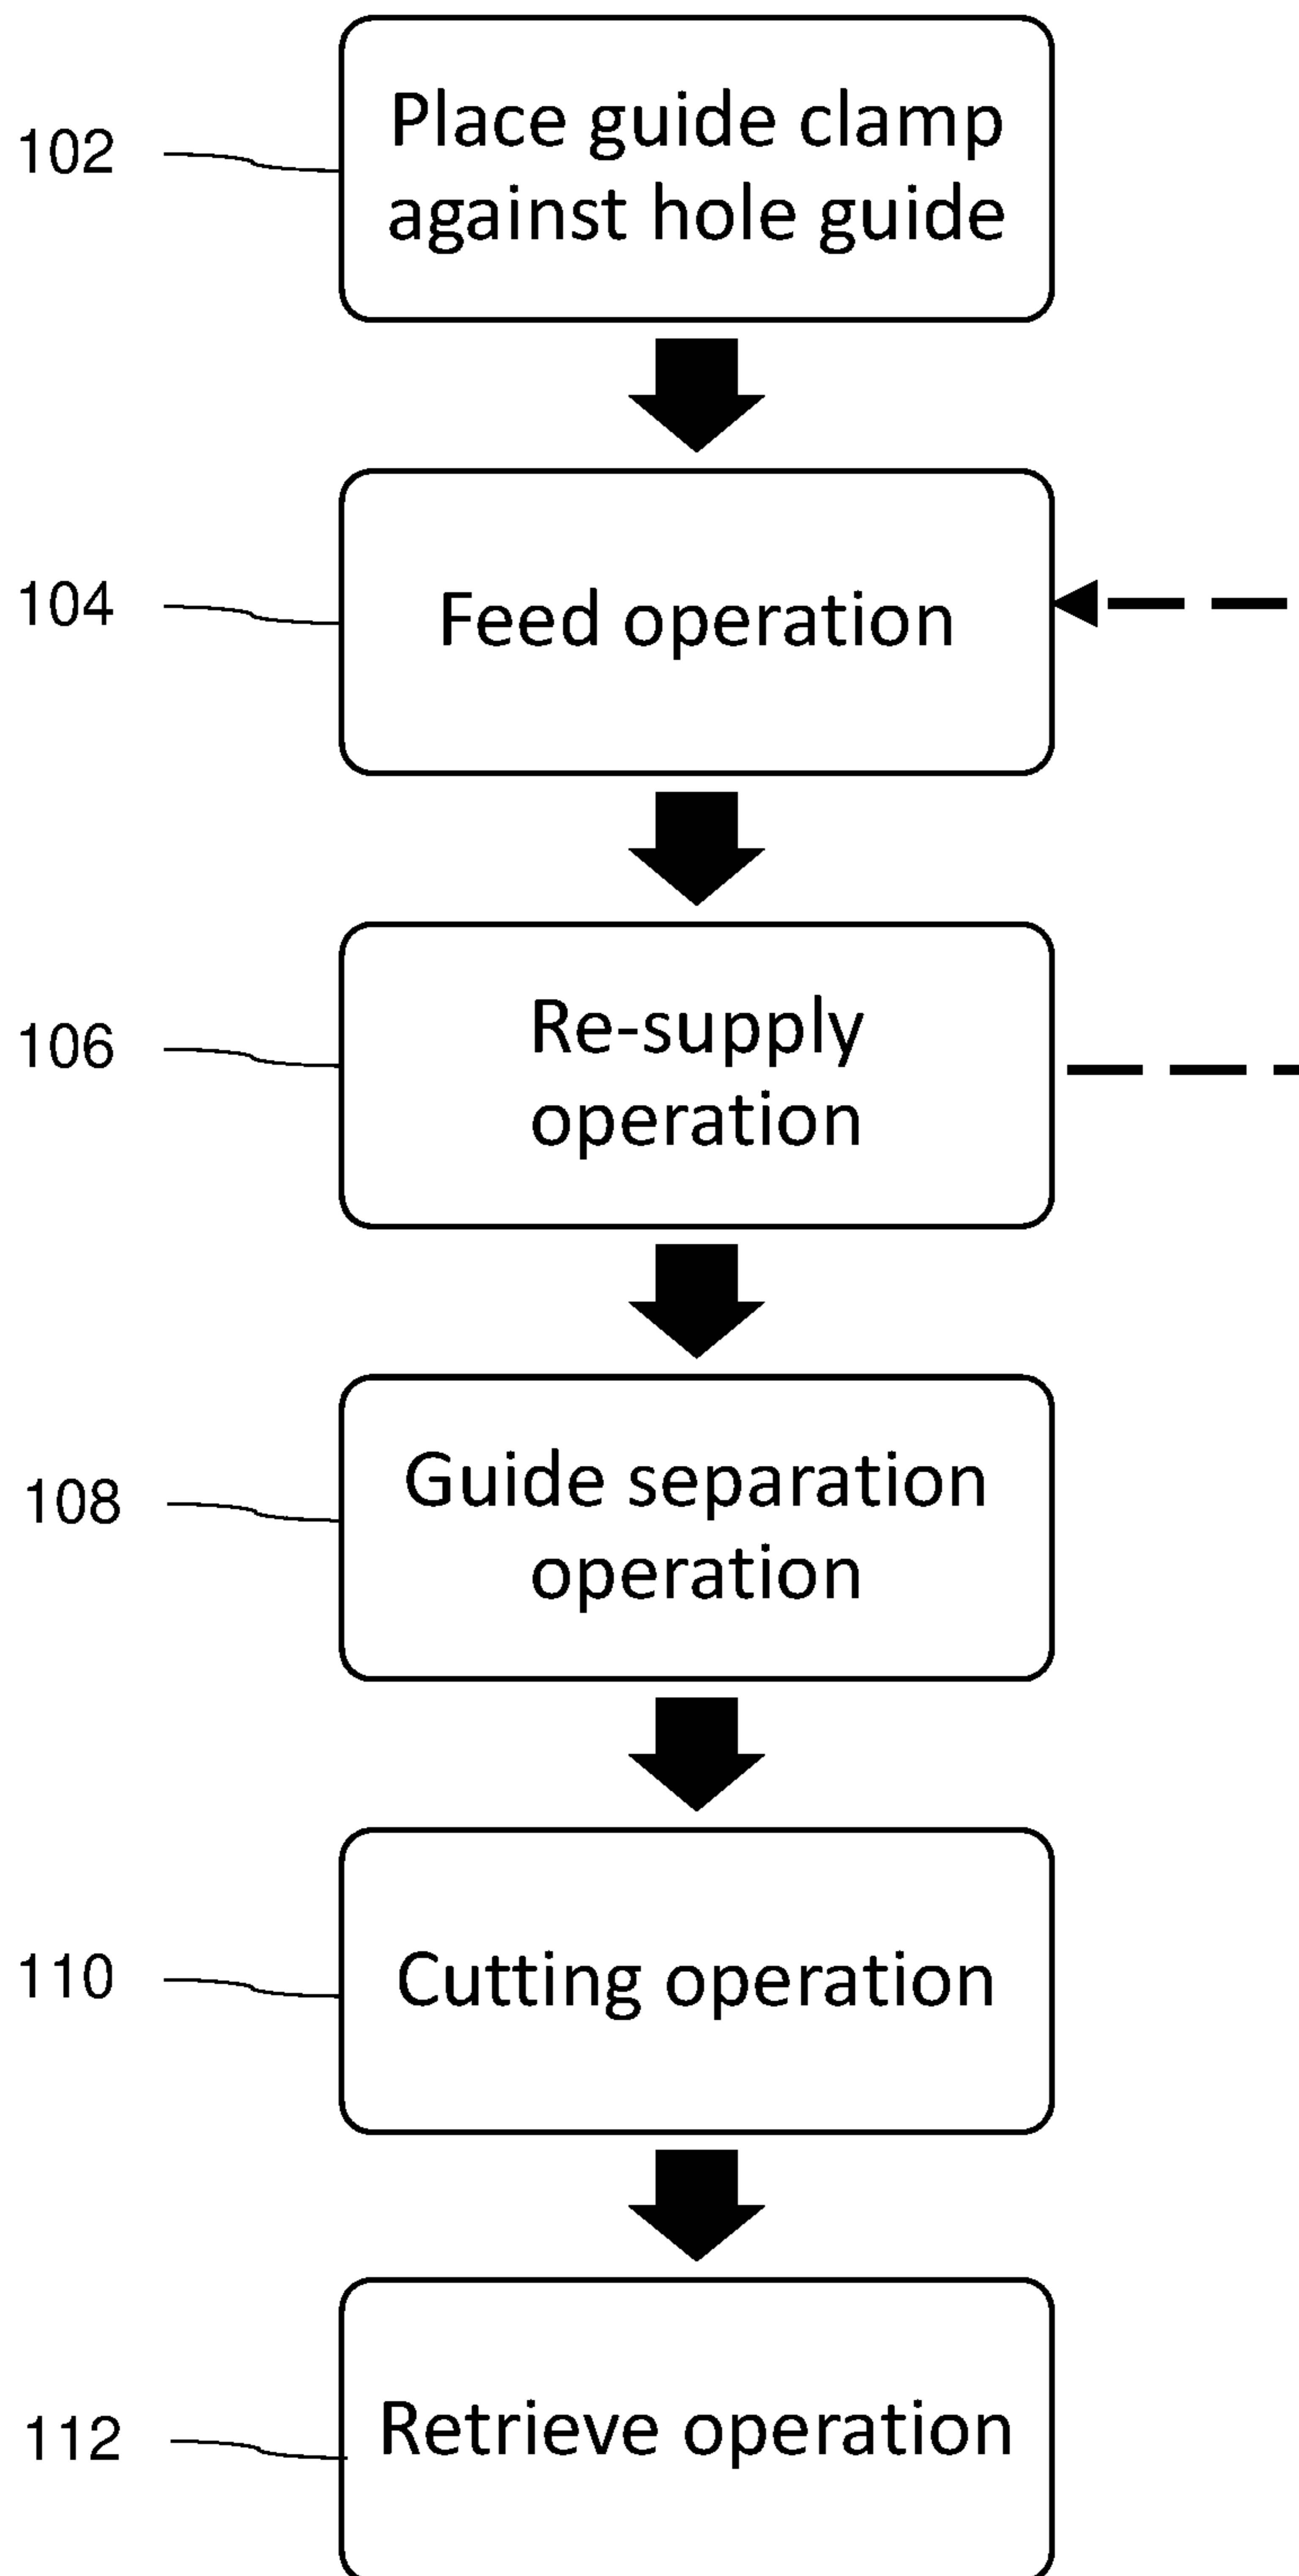 102
Place guide clamp
against hole guide
104
Feed operation
106
Re-supply
operation
108
Guide separation
operation
110
Cutting operation
112
Retrieve operation